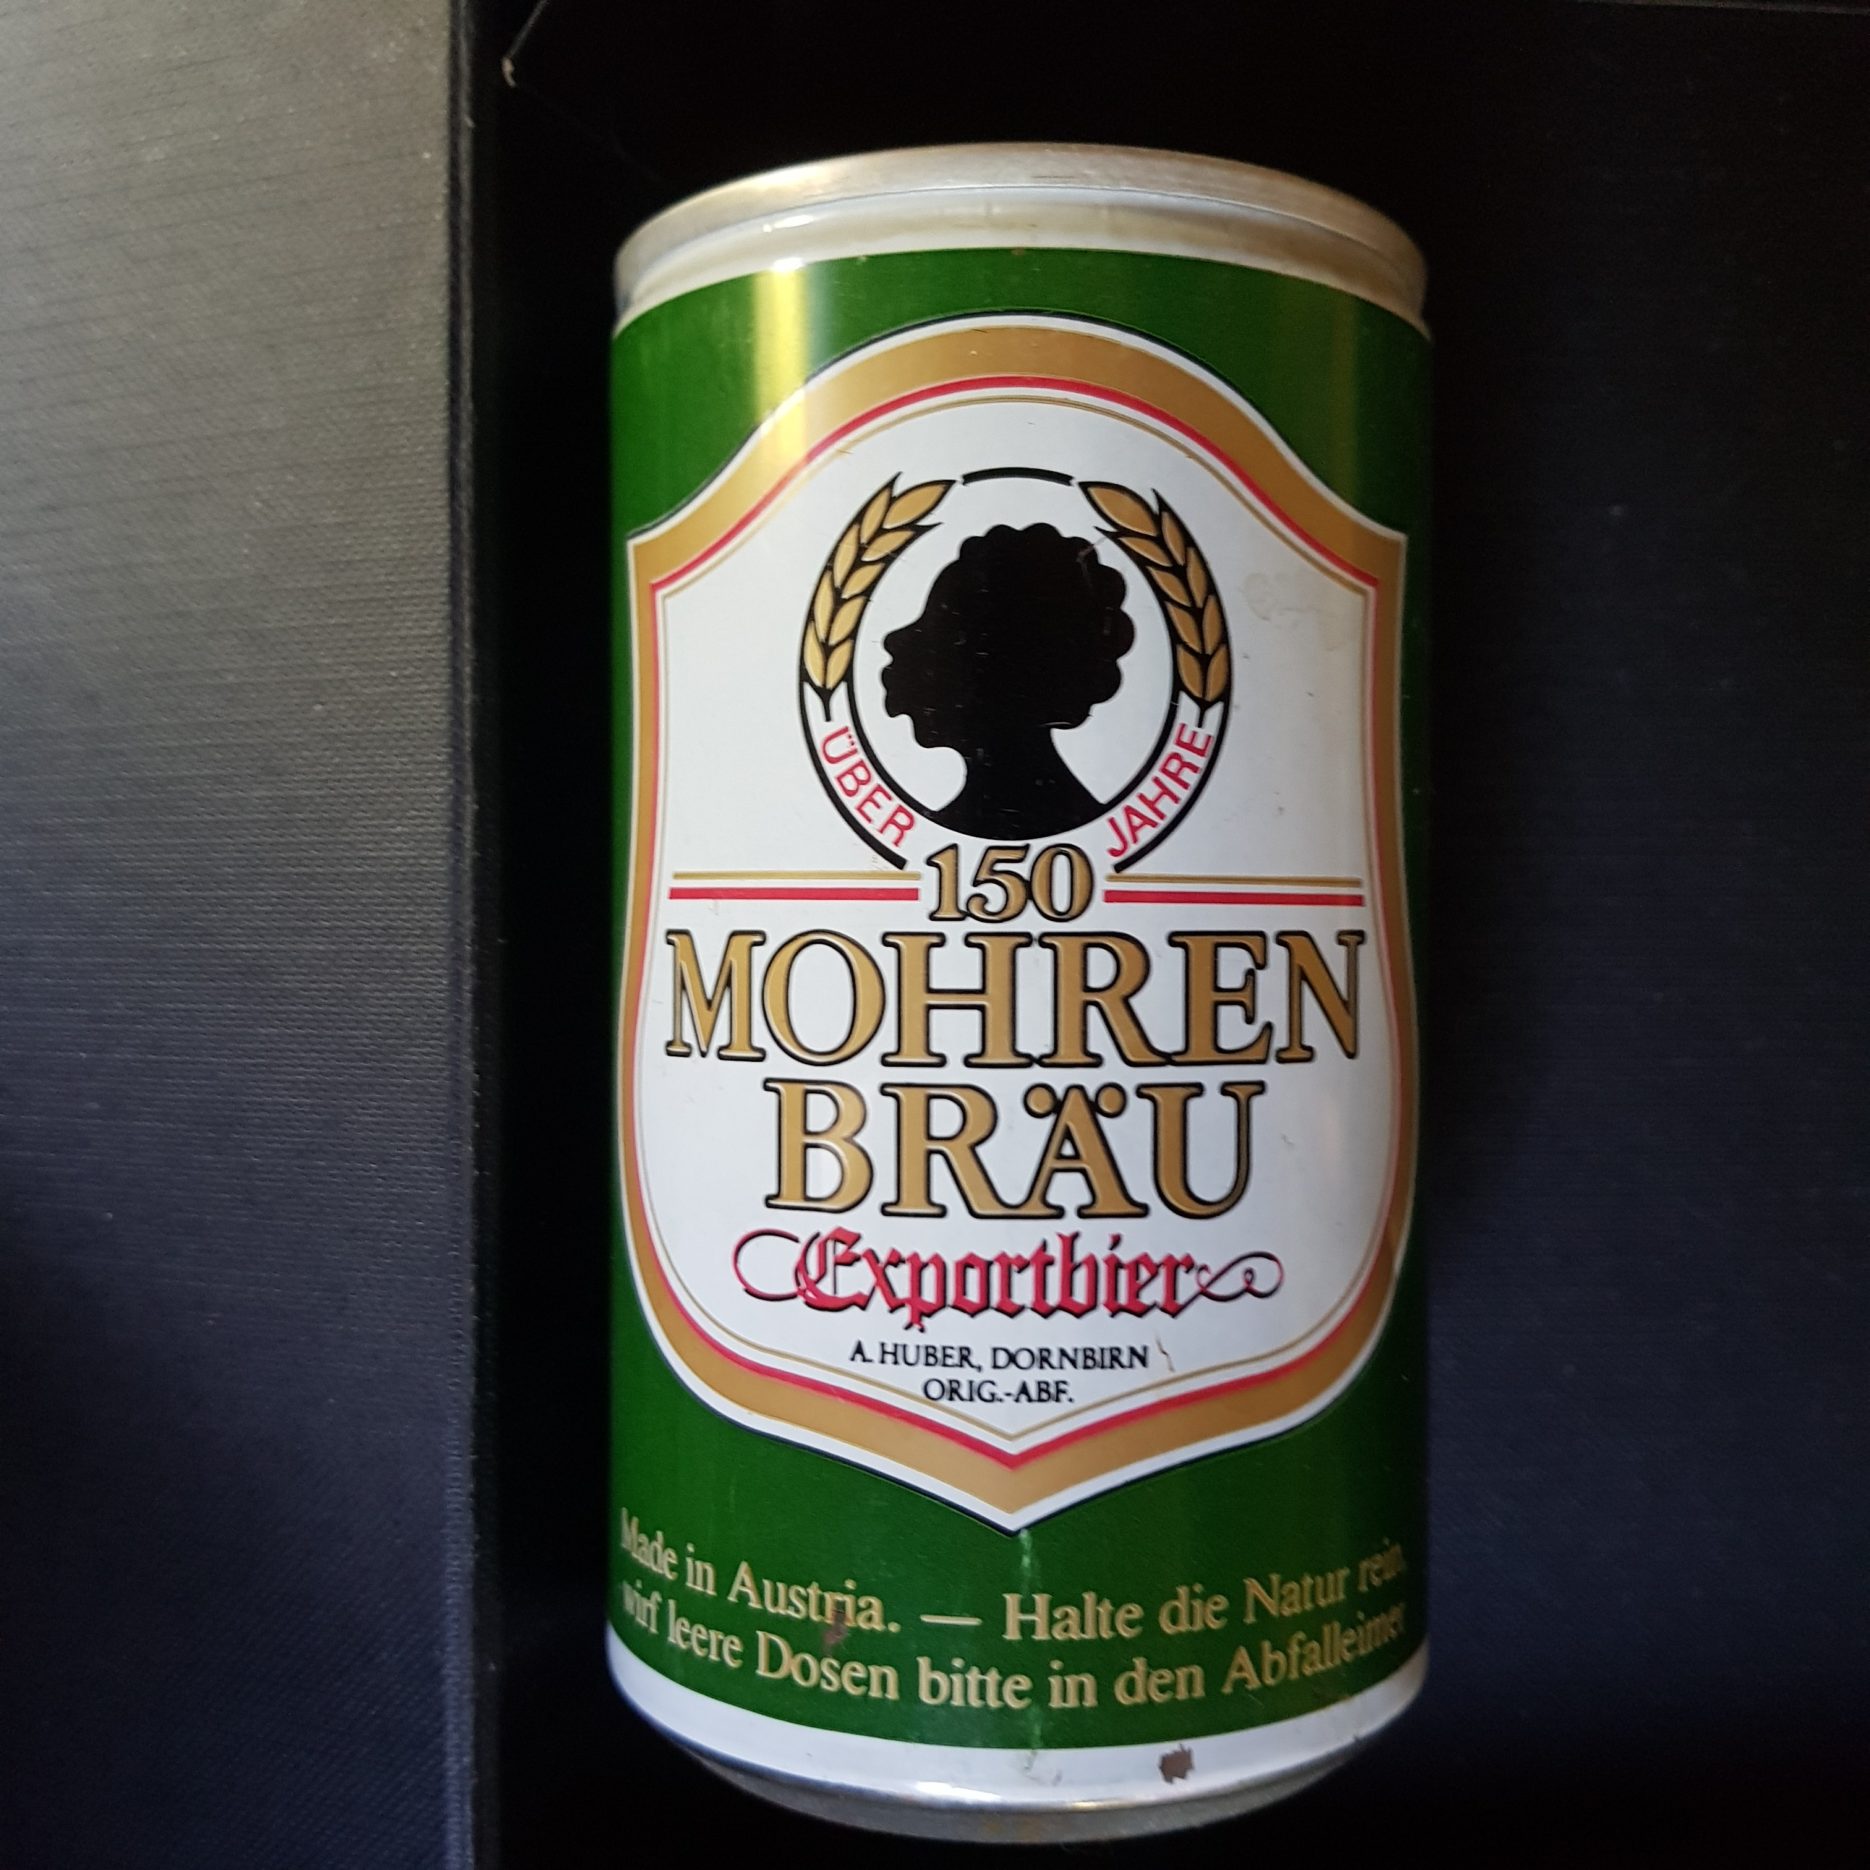 ÜBER 150 JAHRE
MOHREN
BRÄU
Exportbier
A. HUBER, DORNBIRN
ORIG.-ABF.
Made in Austria. — Halte die Natur rein,
wirf leere Dosen bitte in den Abfalleimer